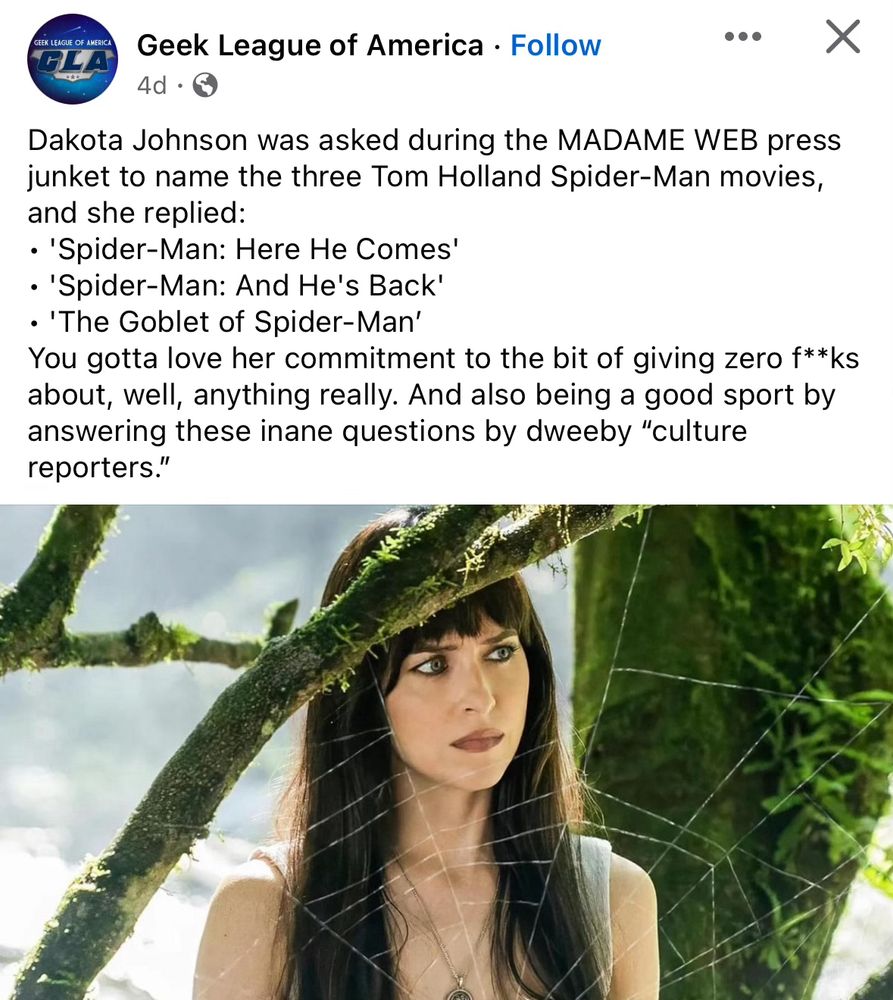 GEEK LEAGUE OF AMERICA
GLA
Geek League of America · Follow
4d ·
Dakota Johnson was asked during the MADAME WEB press
junket to name the three Tom Holland Spider-Man movies,
and she replied:
• 'Spider-Man: Here He Comes'
• 'Spider-Man: And He's Back'
• 'The Goblet of Spider-Man’
You gotta love her commitment to the bit of giving zero f**ks
about, well, anything really. And also being a good sport by
answering these inane questions by dweeby “culture
reporters.”